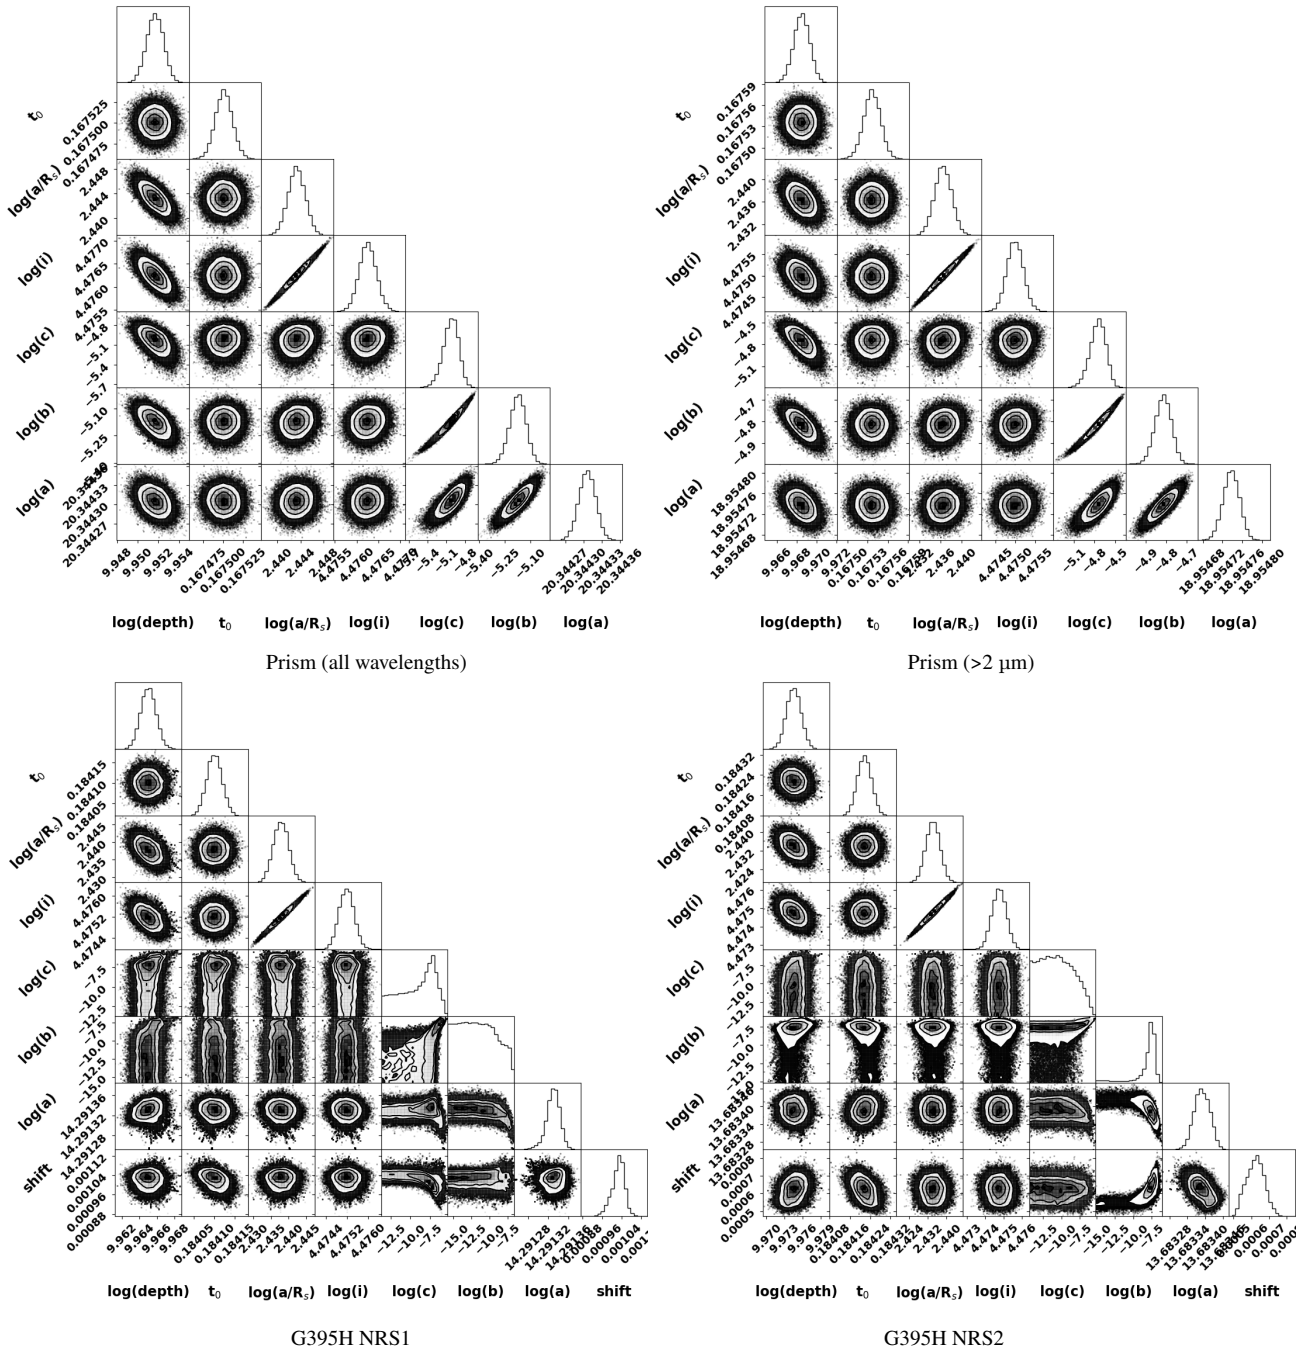 t₀
0.167525
0.167500
0.167475
log(a/Rₛ)
2.448
2.444
2.440
log(i)
4.4770
4.4765
4.4760
4.4755
log(c)
−4.8
−5.1
−5.4
−5.7
log(b)
−5.10
−5.25
log(a)
20.34433
20.34430
20.34427
9.948 9.950 9.952 9.954
0.167475 0.167500 0.167525
2.440 2.444 2.448
4.4755 4.4760 4.4765
−5.4 −5.1 −4.8
−5.40 −5.25 −5.10
20.34427 20.34430 20.34433 20.34436
log(depth) t₀ log(a/Rₛ) log(i) log(c) log(b) log(a)
Prism (all wavelengths)
t₀
0.16759
0.16756
0.16753
0.16750
log(a/Rₛ)
2.440
2.436
2.432
log(i)
4.4755
4.4750
4.4745
log(c)
−4.5
−4.8
−5.1
log(b)
−4.7
−4.8
−4.9
log(a)
18.95480
18.95476
18.95472
18.95468
9.966 9.968 9.970 9.972
0.16750 0.16753 0.16756 0.16759
2.432 2.436 2.440
4.4745 4.4750 4.4755
−5.1 −4.8 −4.5
−4.9 −4.8 −4.7
18.95468 18.95472 18.95476 18.95480
log(depth) t₀ log(a/Rₛ) log(i) log(c) log(b) log(a)
Prism (>2 µm)
t₀
0.18415
0.18410
0.18405
log(a/Rₛ)
2.445
2.440
2.435
2.430
log(i)
4.4760
4.4752
4.4744
log(c)
−7.5
−10.0
−12.5
log(b)
−7.5
−10.0
−12.5
−15.0
log(a)
14.29136
14.29132
14.29128
shift
0.00112
0.00104
0.00096
0.00088
9.962 9.964 9.966 9.968
0.18405 0.18410 0.18415
2.430 2.435 2.440 2.445
4.4744 4.4752 4.4760
−12.5 −10.0 −7.5
−15.0 −12.5 −10.0 −7.5
14.29128 14.29132 14.29136
0.00088 0.00096 0.00104
log(depth) t₀ log(a/Rₛ) log(i) log(c) log(b) log(a) shift
G395H NRS1
t₀
0.18432
0.18424
0.18416
0.18408
log(a/Rₛ)
2.440
2.432
2.424
log(i)
4.476
4.475
4.474
4.473
log(c)
−7.5
−10.0
−12.5
log(b)
−7.5
−10.0
−12.5
log(a)
13.68346
13.68340
13.68334
13.68328
shift
0.0008
0.0007
0.0006
0.0005
9.970 9.973 9.976 9.979
0.18408 0.18416 0.18424 0.18432
2.424 2.432 2.440
4.473 4.474 4.475 4.476
−12.5 −10.0 −7.5
−15.0 −12.5 −10.0 −7.5
13.68328 13.68334 13.68340
0.0006 0.0007
log(depth) t₀ log(a/Rₛ) log(i) log(c) log(b) log(a) shift
G395H NRS2